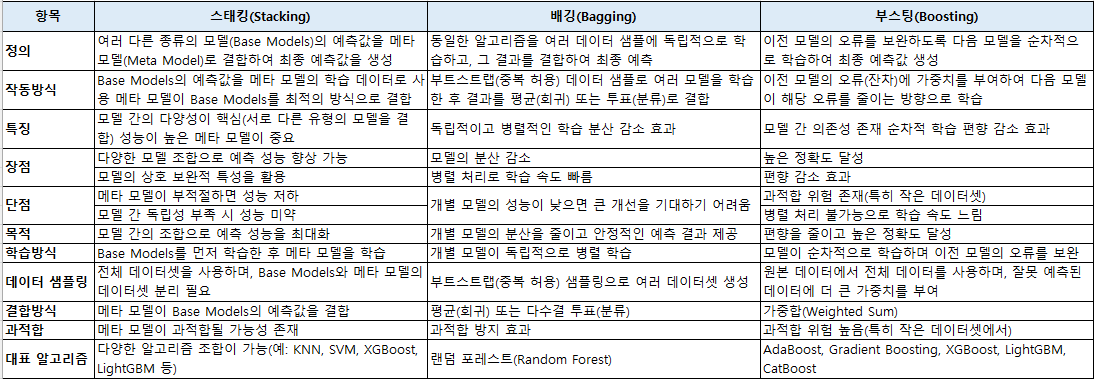 항목 스태킹(Stacking) 배깅(Bagging) 부스팅(Boosting)
정의
여러 다른 종류의 모델(Base Models)의 예측값을 메타
모델(Meta Model)로 결합하여 최종 예측값을 생성
동일한 알고리즘을 여러 데이터 샘플에 독립적으로 학
습하고, 그 결과를 결합하여 최종 예측
이전 모델의 오류를 보완하도록 다음 모델을 순차적으
로 학습하여 최종 예측값 생성
작동방식
Base Models의 예측값을 메타 모델의 학습 데이터로 사
용 메타 모델이 Base Models를 최적의 방식으로 결합
부트스트랩(중복 허용) 데이터 샘플로 여러 모델을 학습
한 후 결과를 평균(회귀) 또는 투표(분류)로 결합
이전 모델의 오류(잔차)에 가중치를 부여하여 다음 모델
이 해당 오류를 줄이는 방향으로 학습
특징
모델 간의 다양성이 핵심(서로 다른 유형의 모델을 결
합) 성능이 높은 메타 모델이 중요
독립적이고 병렬적인 학습 분산 감소 효과
모델 간 의존성 존재 순차적 학습 편향 감소 효과
장점
다양한 모델 조합으로 예측 성능 향상 가능
모델의 상호 보완적 특성을 활용
모델의 분산 감소
병렬 처리로 학습 속도 빠름
높은 정확도 달성
편향 감소 효과
단점
메타 모델이 부적절하면 성능 저하
모델 간 독립성 부족 시 성능 미약
개별 모델의 성능이 낮으면 큰 개선을 기대하기 어려움
과적합 위험 존재(특히 작은 데이터셋)
병렬 처리 불가능으로 학습 속도 느림
목적
모델 간의 조합으로 예측 성능을 최대화
개별 모델의 분산을 줄이고 안정적인 예측 결과 제공
편향을 줄이고 높은 정확도 달성
학습방식
Base Models를 먼저 학습한 후 메타 모델을 학습
개별 모델이 독립적으로 병렬 학습
모델이 순차적으로 학습하며 이전 모델의 오류를 보완
데이터 샘플링
전체 데이터셋을 사용하며, Base Models와 메타 모델의
데이터셋 분리 필요
부트스트랩(중복 허용) 샘플링으로 여러 데이터셋 생성
원본 데이터에서 전체 데이터를 사용하며, 잘못 예측된
데이터에 더 큰 가중치를 부여
결합방식
메타 모델이 Base Models의 예측값을 결합
평균(회귀) 또는 다수결 투표(분류)
가중합(Weighted Sum)
과적합
메타 모델이 과적합될 가능성 존재
과적합 방지 효과
과적합 위험 높음(특히 작은 데이터셋에서)
대표 알고리즘
다양한 알고리즘 조합이 가능(예: KNN, SVM, XGBoost,
LightGBM 등)
랜덤 포레스트(Random Forest)
AdaBoost, Gradient Boosting, XGBoost, LightGBM,
CatBoost